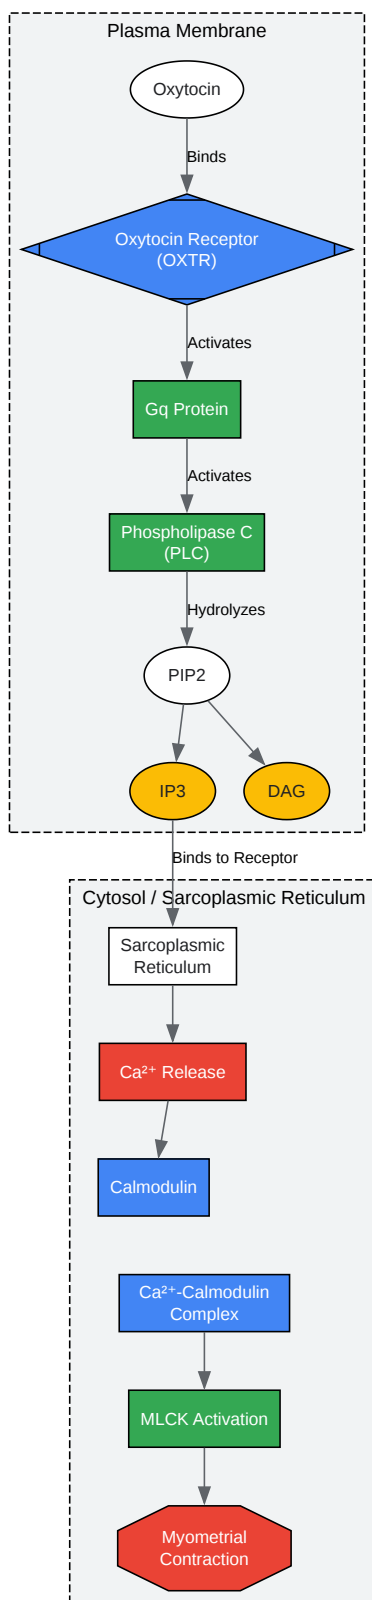 Plasma Membrane
Oxytocin
Binds
Oxytocin Receptor
(OXTR)
Activates
Gq Protein
Activates
Phospholipase C
(PLC)
Hydrolyzes
PIP2
IP3
DAG
Binds to Receptor
Cytosol / Sarcoplasmic Reticulum
Sarcoplasmic
Reticulum
Ca²⁺ Release
Calmodulin
Ca²⁺-Calmodulin
Complex
MLCK Activation
Myometrial
Contraction